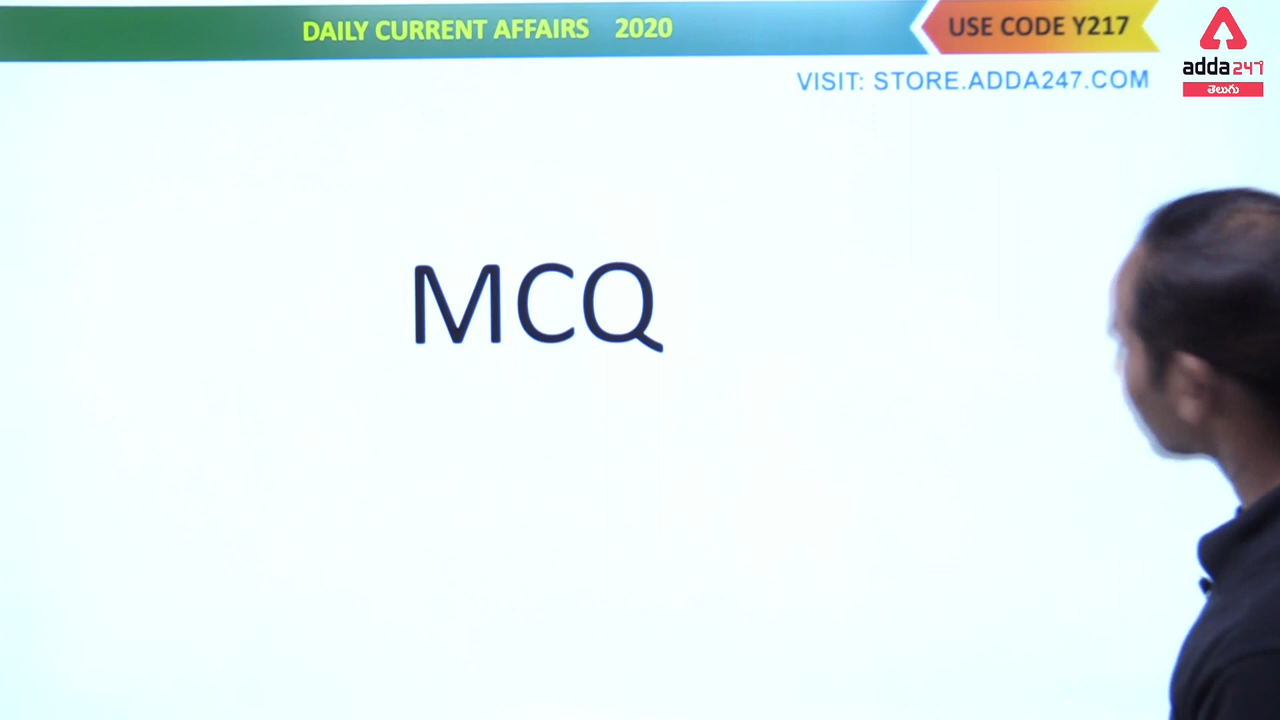 DAILY CURRENT AFFAIRS 2020
USE CODE Y217
VISIT: STORE.ADDA247.COM
adda247
తెలుగు
MCQ